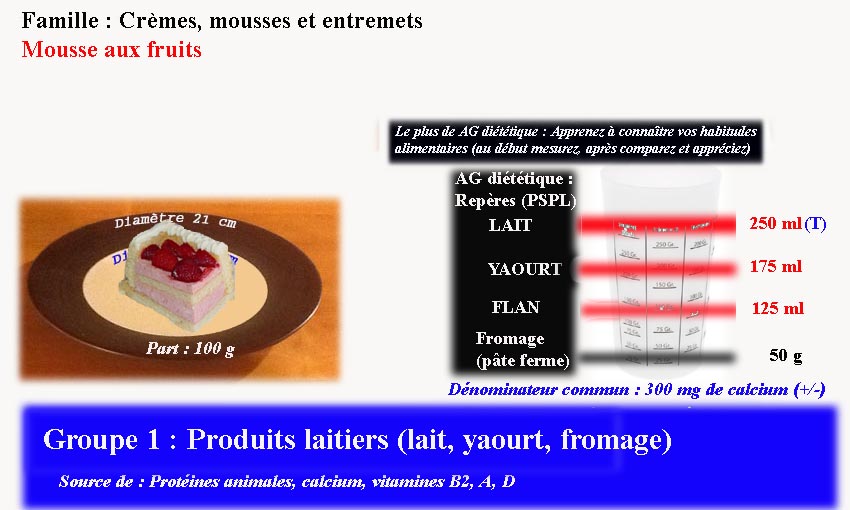 Famille : Crèmes, mousses et entremets
Mousse aux fruits
Le plus de AG diététique : Apprenez à connaître vos habitudes
alimentaires (au début mesurez, après comparez et appréciez)
AG diététique :
Repères (PSPL)
LAIT 250 ml (T)
YAOURT 175 ml
FLAN 125 ml
Fromage
(pâte ferme) 50 g
Dénominateur commun : 300 mg de calcium (+/-)
Diamètre 21 cm
Part : 100 g
Groupe 1 : Produits laitiers (lait, yaourt, fromage)
Source de : Protéines animales, calcium, vitamines B2, A, D